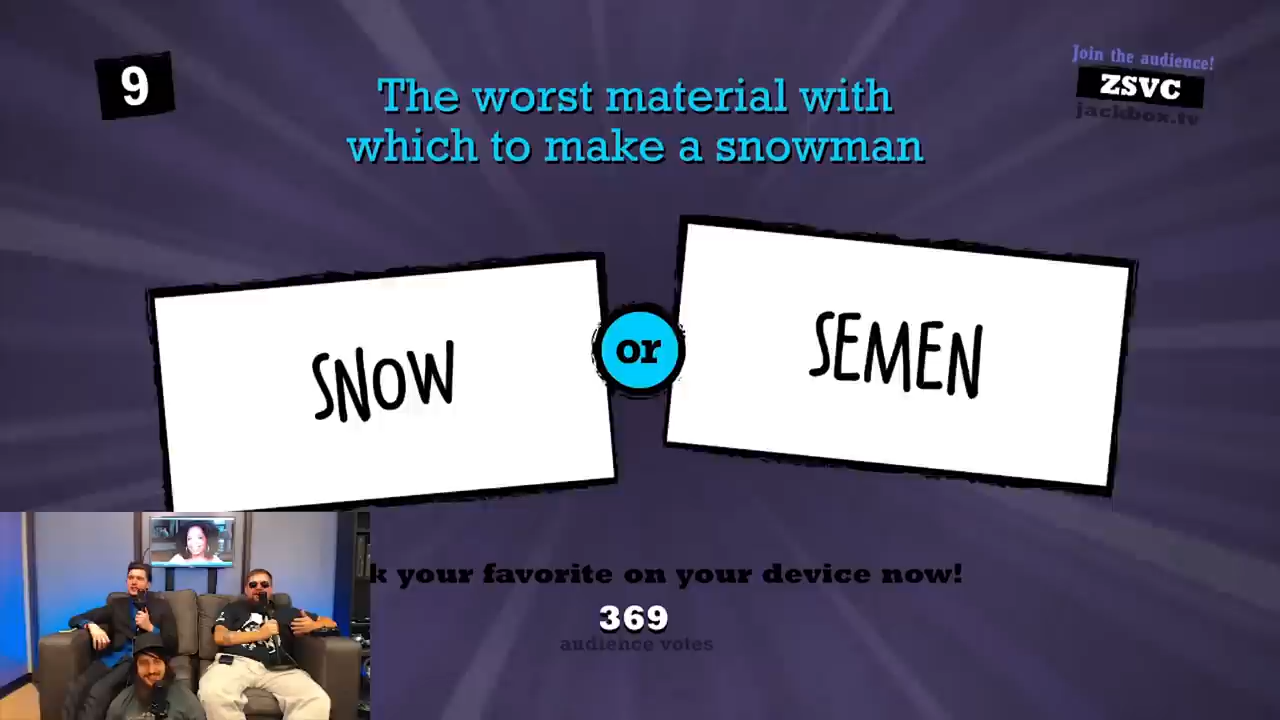 9
Join the audience!
ZSVC
jackbox.tv
The worst material with
which to make a snowman
SNOW
or
SEMEN
k your favorite on your device now!
369
audience votes